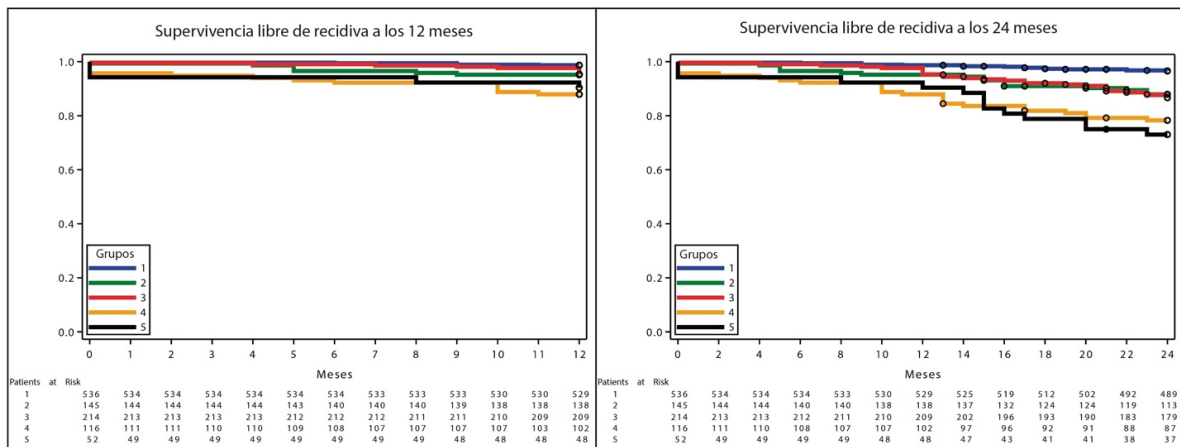 Supervivencia libre de recidiva a los 12 meses
1.0
0.8
0.6
0.4
0.2
0.0
Grupos
1
2
3
4
5
0 1 2 3 4 5 6 7 8 9 10 11 12
Meses
Patients at Risk
1 536 534 534 534 534 534 534 533 533 533 530 530 529
2 145 144 144 144 144 143 140 140 140 139 138 138 138
3 214 213 213 213 213 212 212 212 211 211 210 209 209
4 116 111 111 110 110 109 108 107 107 107 107 103 102
5 52 49 49 49 49 49 49 49 49 48 48 48 48
Supervivencia libre de recidiva a los 24 meses
1.0
0.8
0.6
0.4
0.2
0.0
Grupos
1
2
3
4
5
0 2 4 6 8 10 12 14 16 18 20 22 24
Meses
Patients at Risk
1 536 534 534 534 533 530 529 525 519 512 502 492 489
2 145 144 144 140 140 138 138 137 132 124 124 119 113
3 214 213 213 212 211 210 209 202 196 193 190 183 179
4 116 111 110 108 107 107 102 97 96 92 91 88 87
5 52 49 49 49 49 48 48 47 43 41 41 38 37